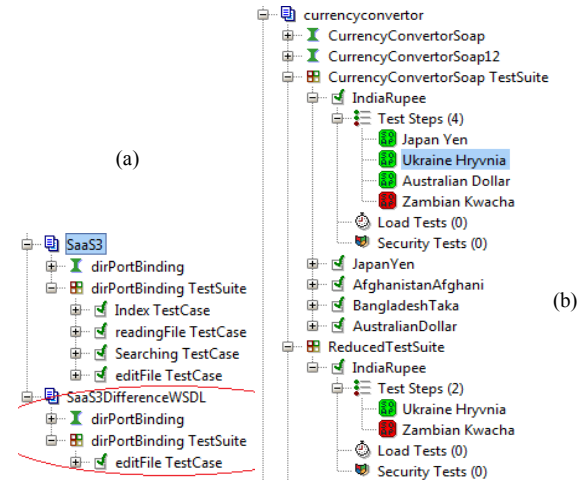 (a)
SaaS3
dirPortBinding
dirPortBinding TestSuite
Index TestCase
readingFile TestCase
Searching TestCase
editFile TestCase
SaaS3DifferenceWSDL
dirPortBinding
dirPortBinding TestSuite
editFile TestCase
currencyconvertor
CurrencyConvertorSoap
CurrencyConvertorSoap12
CurrencyConvertorSoap TestSuite
IndiaRupee
Test Steps (4)
Japan Yen
Ukraine Hryvnia
Australian Dollar
Zambian Kwacha
Load Tests (0)
Security Tests (0)
JapanYen
AfghanistanAfghani
BangladeshTaka
AustralianDollar
ReducedTestSuite
IndiaRupee
Test Steps (2)
Ukraine Hryvnia
Zambian Kwacha
Load Tests (0)
Security Tests (0)
(b)